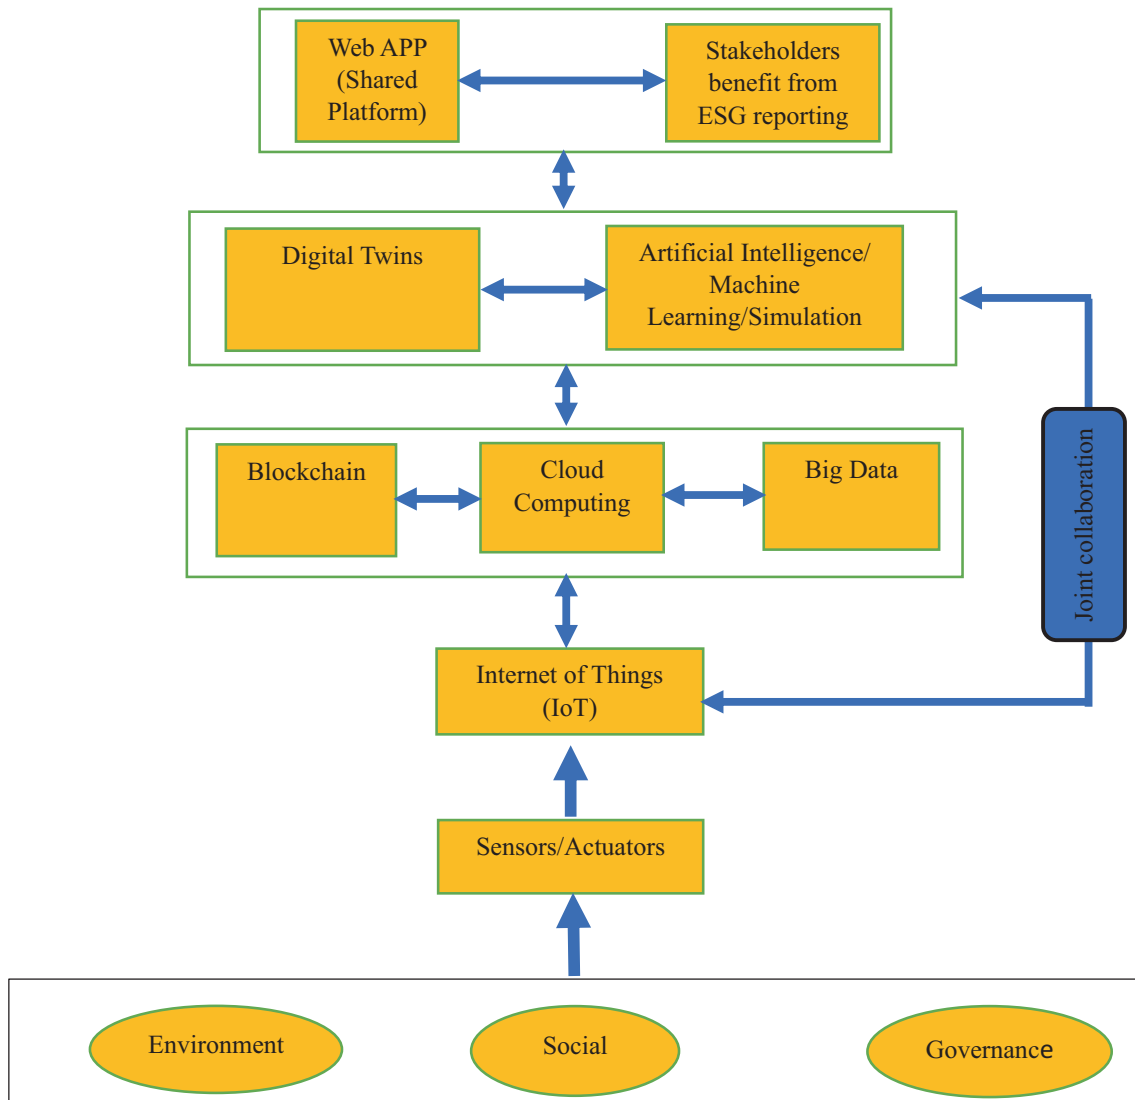 Web APP
(Shared
Platform)
Stakeholders
benefit from
ESG reporting
Digital Twins
Artificial Intelligence/
Machine
Learning/Simulation
Blockchain
Cloud
Computing
Big Data
Joint collaboration
Internet of Things
(IoT)
Sensors/Actuators
Environment
Social
Governance